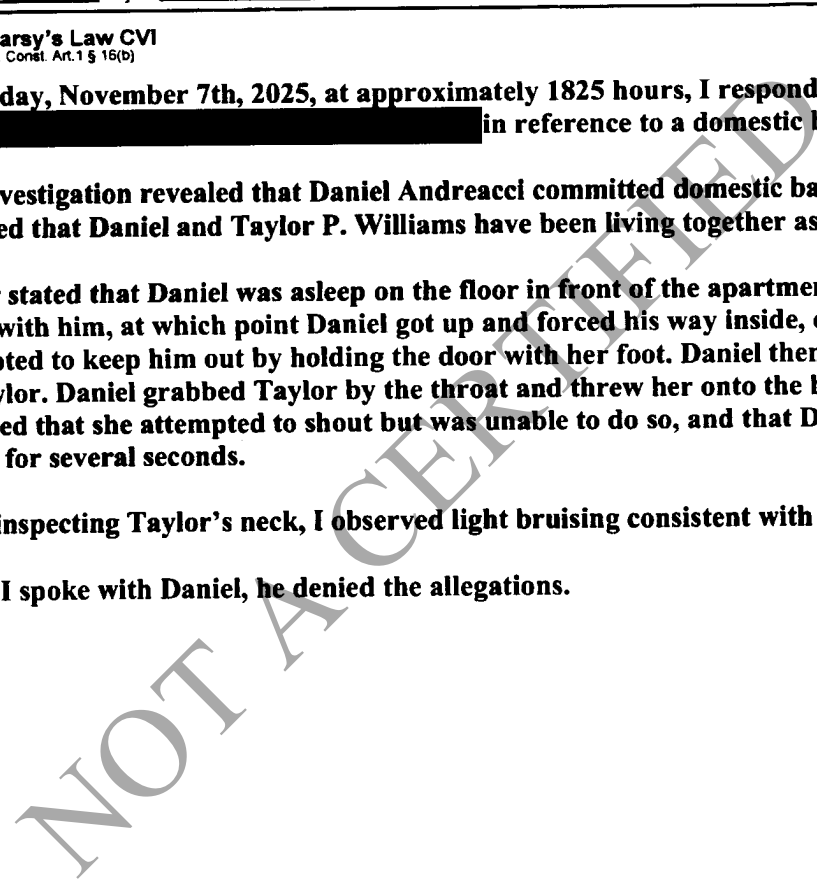 arsy's Law CVI
Const. Art.1 § 16(b)
day, November 7th, 2025, at approximately 1825 hours, I respond
in reference to a domestic b
vestigation revealed that Daniel Andreacci committed domestic ba
ed that Daniel and Taylor P. Williams have been living together as
stated that Daniel was asleep on the floor in front of the apartmen
with him, at which point Daniel got up and forced his way inside,
pted to keep him out by holding the door with her foot. Daniel then
ylor. Daniel grabbed Taylor by the throat and threw her onto the b
ed that she attempted to shout but was unable to do so, and that D
for several seconds.
inspecting Taylor's neck, I observed light bruising consistent with
I spoke with Daniel, he denied the allegations.
NOT A CERTIFIED